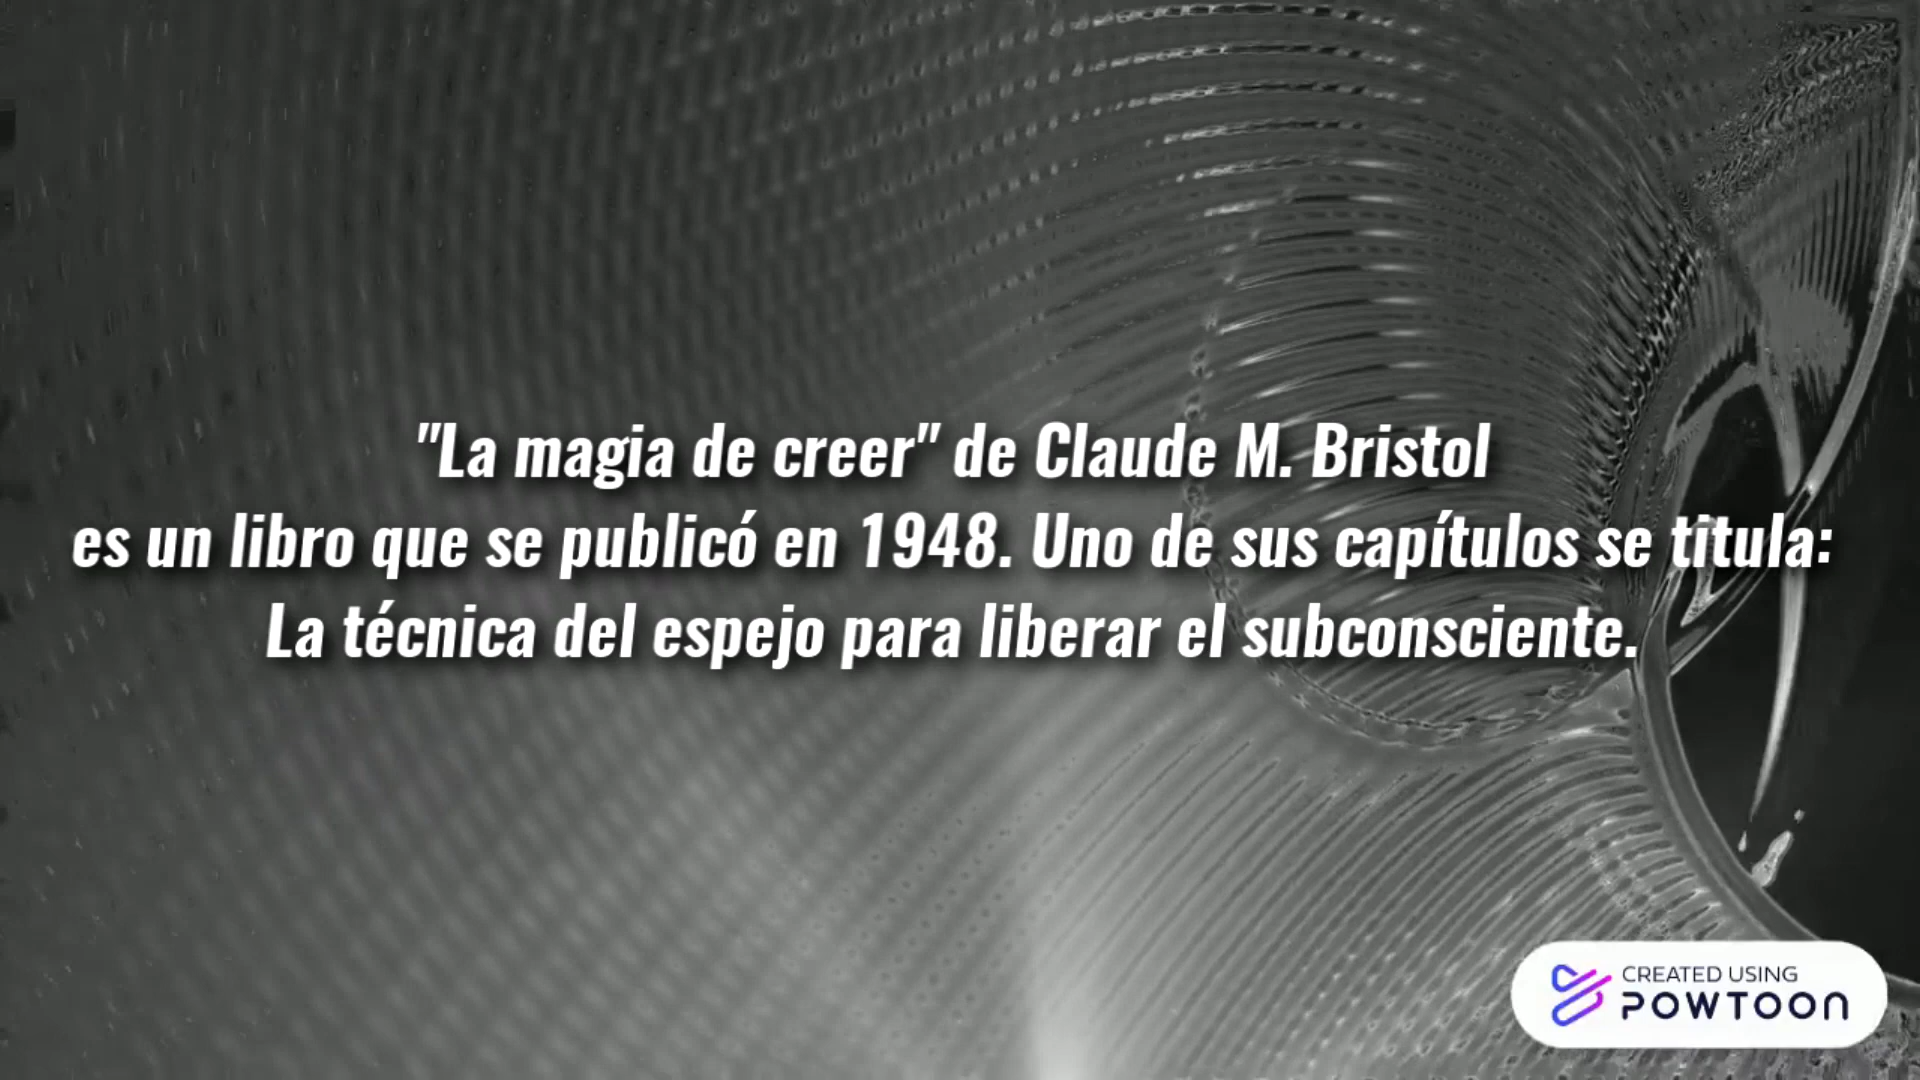 "La magia de creer" de Claude M. Bristol
es un libro que se publicó en 1948. Uno de sus capítulos se titula:
La técnica del espejo para liberar el subconsciente.
CREATED USING
POWTOON